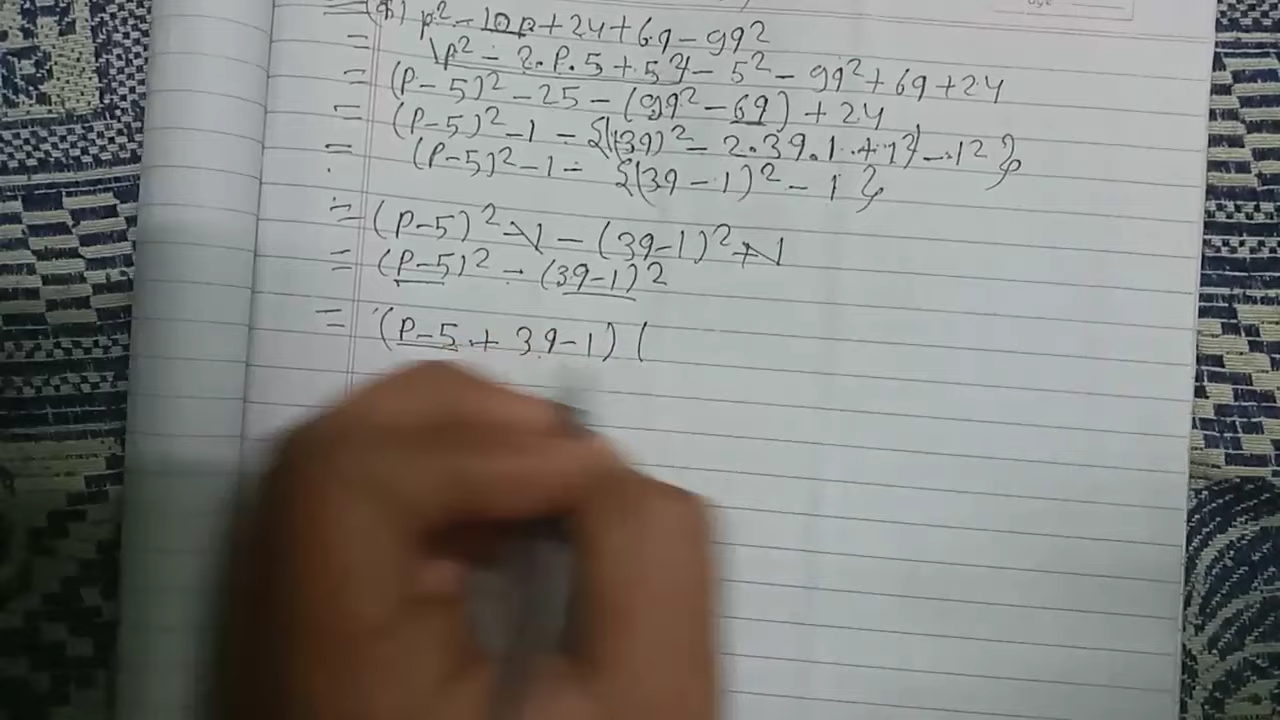 = (8) p² - 10p + 24 + 6q - 9q²
= p² - 2.p.5 + 5² - 5² - 9q² + 6q + 24
= (p-5)² - 25 - (9q² - 6q) + 24
= (p-5)² - 1 - {(3q)² - 2.3q.1 + 1² - 1²}
= (p-5)² - 1 - {(3q-1)² - 1}
= (p-5)² - 1 - (3q-1)² + 1
= (p-5)² - (3q-1)²
= (p-5 + 3q-1) (